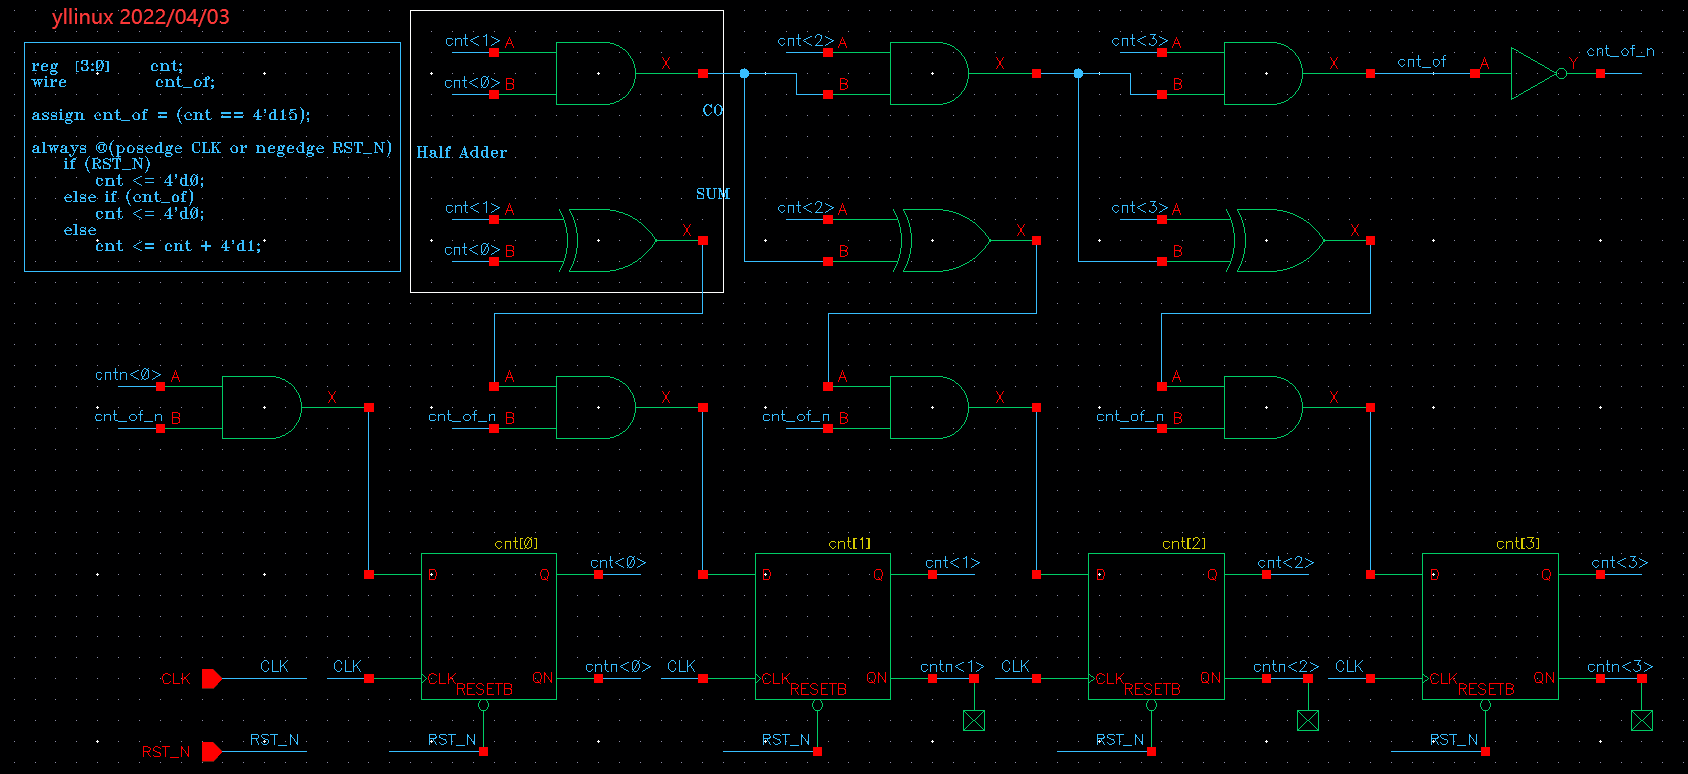 yllinux 2022/04/03
reg [3:0] cnt;
wire cnt_of;
assign cnt_of = (cnt == 4'd15);
always @(posedge CLK or negedge RST_N)
if (RST_N)
cnt <= 4'd0;
else if (cnt_of)
cnt <= 4'd0;
else
cnt <= cnt + 4'd1;
cnt<1> A
cnt<0> B
X
CO
Half Adder
SUM
cnt<1> A
cnt<0> B
X
cnt<2> A
B
X
cnt<2> A
B
X
cnt<3> A
B
X
cnt_of
A
Y
cnt_of_n
cnt<3> A
B
X
cntn<0> A
cnt_of_n B
X
A
cnt_of_n B
X
A
cnt_of_n B
X
A
cnt_of_n B
X
cnt[0]
D
Q
cnt<0>
CLK
CLK
QN
cntn<0>
RESETB
RST_N
cnt[1]
D
Q
cnt<1>
CLK
CLK
QN
cntn<1>
RESETB
RST_N
cnt[2]
D
Q
cnt<2>
CLK
CLK
QN
cntn<2>
RESETB
RST_N
cnt[3]
D
Q
cnt<3>
CLK
CLK
QN
cntn<3>
RESETB
RST_N
CLK
CLK
RST_N
RST_N